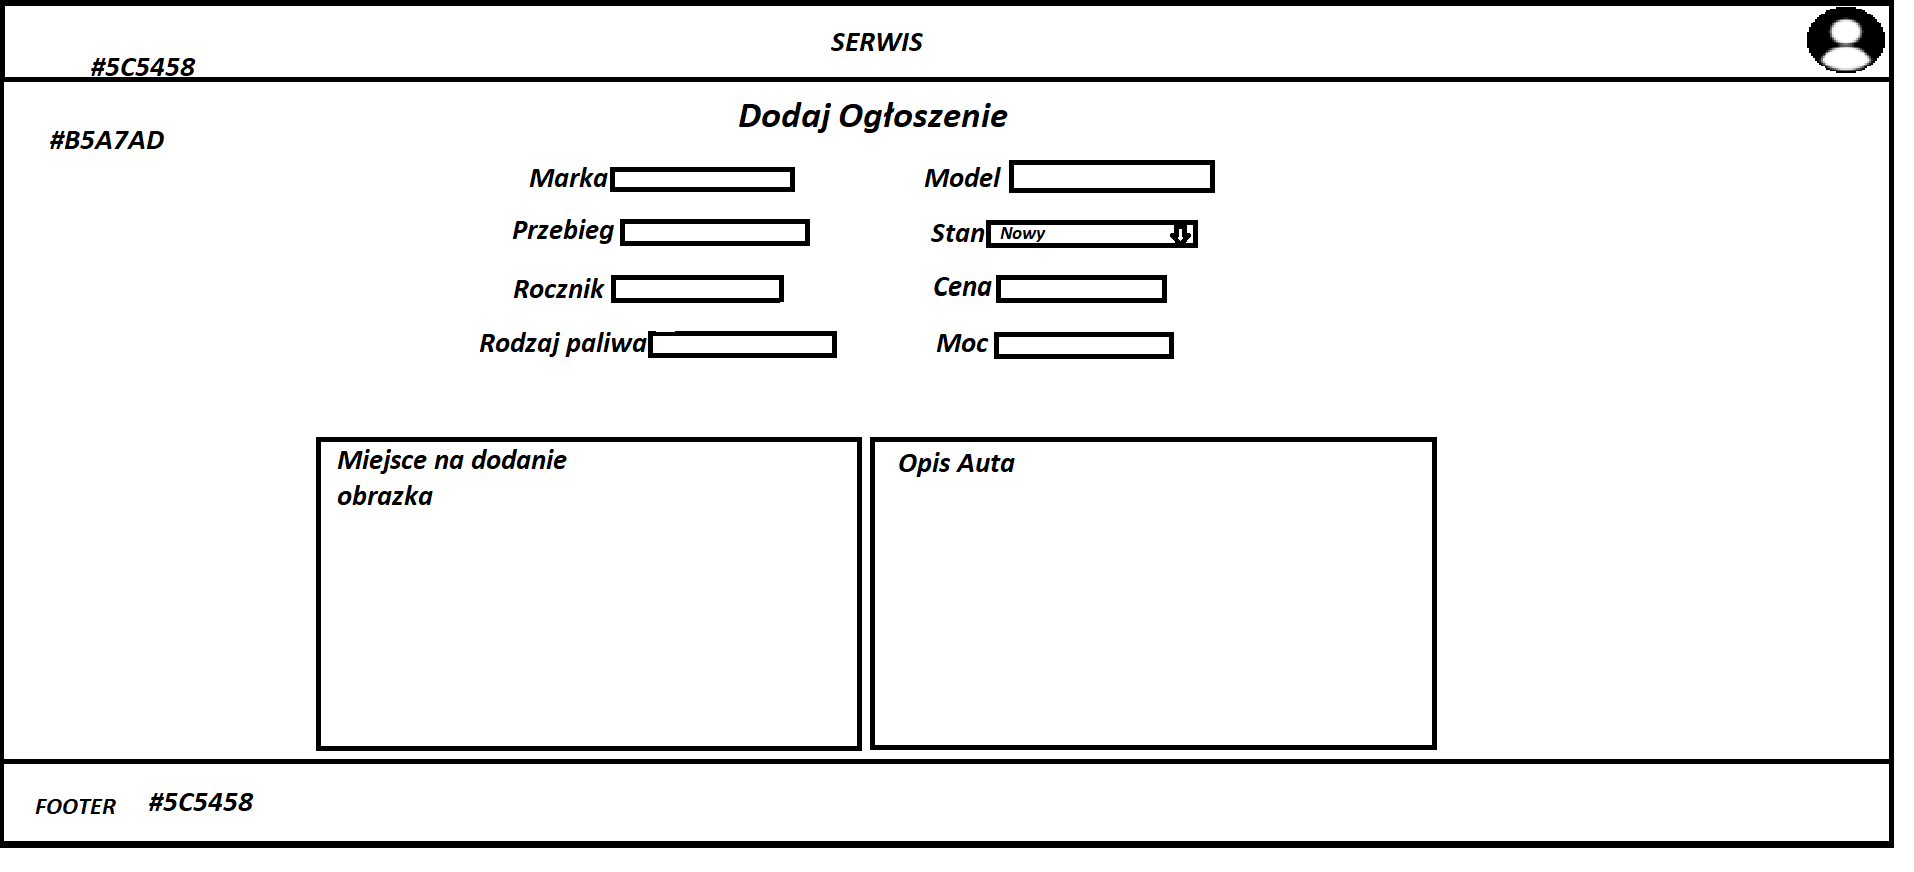 SERWIS
#5C5458
Dodaj Ogłoszenie
#B5A7AD
Marka
Model
Przebieg
Stan
Nowy
Rocznik
Cena
Rodzaj paliwa
Moc
Miejsce na dodanie
obrazka
Opis Auta
FOOTER
#5C5458